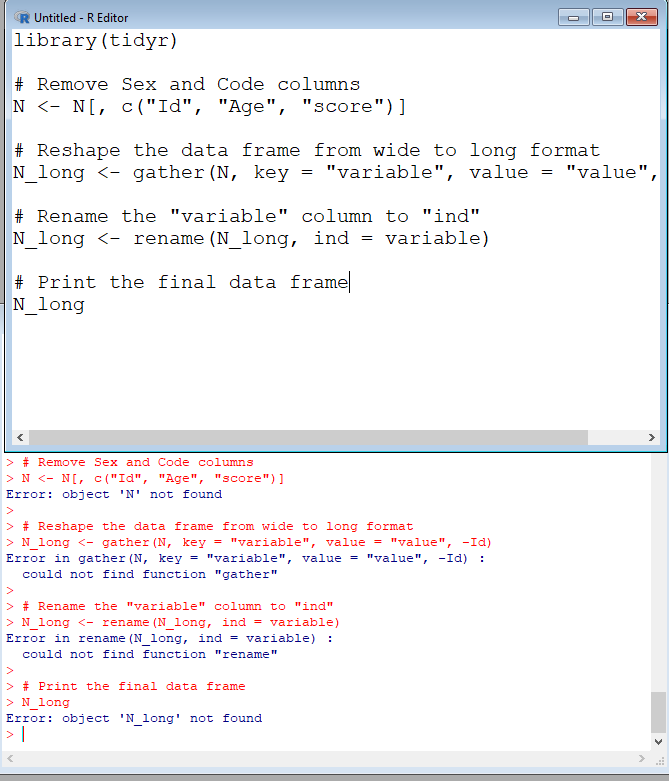 Untitled - R Editor
library(tidyr)
# Remove Sex and Code columns
N <- N[, c("Id", "Age", "score")]
# Reshape the data frame from wide to long format
N_long <- gather(N, key = "variable", value = "value",
# Rename the "variable" column to "ind"
N_long <- rename(N_long, ind = variable)
# Print the final data frame
N_long
> # Remove Sex and Code columns
> N <- N[, c("Id", "Age", "score")]
Error: object 'N' not found
>
> # Reshape the data frame from wide to long format
> N_long <- gather(N, key = "variable", value = "value", -Id)
Error in gather(N, key = "variable", value = "value", -Id) :
  could not find function "gather"
>
> # Rename the "variable" column to "ind"
> N_long <- rename(N_long, ind = variable)
Error in rename(N_long, ind = variable) :
  could not find function "rename"
>
> # Print the final data frame
> N_long
Error: object 'N_long' not found
>